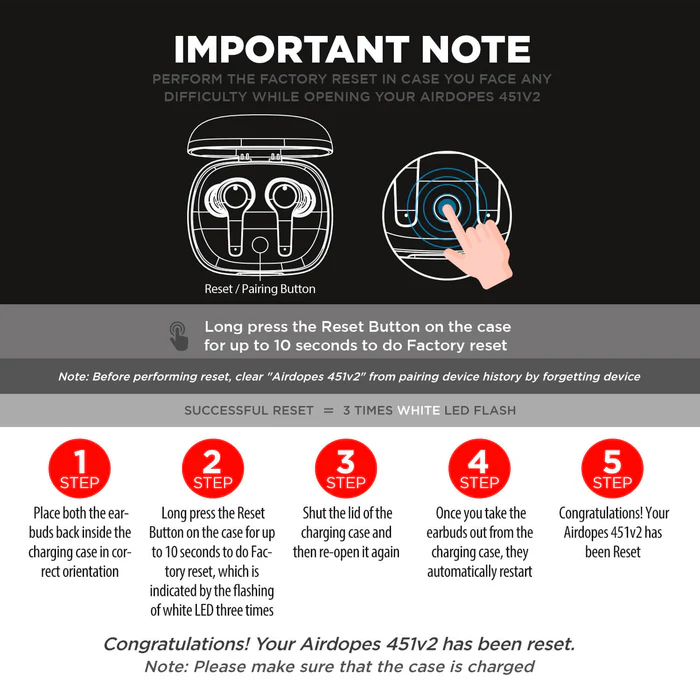 IMPORTANT NOTE
PERFORM THE FACTORY RESET IN CASE YOU FACE ANY
DIFFICULTY WHILE OPENING YOUR AIRDOPES 451V2
Reset / Pairing Button
Long press the Reset Button on the case
for up to 10 seconds to do Factory reset
Note: Before performing reset, clear "Airdopes 451v2" from pairing device history by forgetting device
SUCCESSFUL RESET = 3 TIMES WHITE LED FLASH
1
STEP
Place both the ear-
buds back inside the
charging case in cor-
rect orientation
2
STEP
Long press the Reset
Button on the case for up
to 10 seconds to do Fac-
tory reset, which is
indicated by the flashing
of white LED three times
3
STEP
Shut the lid of the
charging case and
then re-open it again
4
STEP
Once you take the
earbuds out from the
charging case, they
automatically restart
5
STEP
Congratulations! Your
Airdopes 451v2 has
been Reset
Congratulations! Your Airdopes 451v2 has been reset.
Note: Please make sure that the case is charged